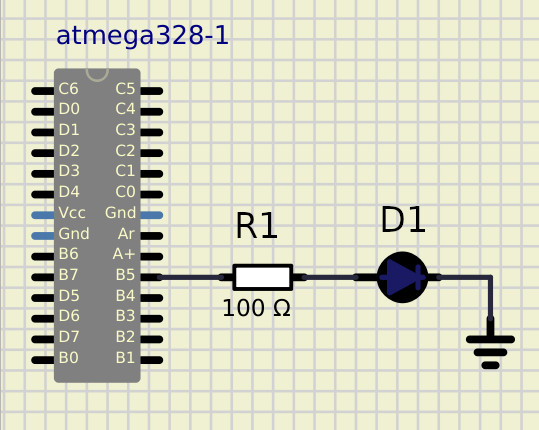 atmega328-1
C6 C5
D0 C4
D1 C3
D2 C2
D3 C1
D4 C0
Vcc Gnd
Gnd Ar
B6 A+
B7 B5
D5 B4
D6 B3
D7 B2
B0 B1
R1
100 Ω
D1